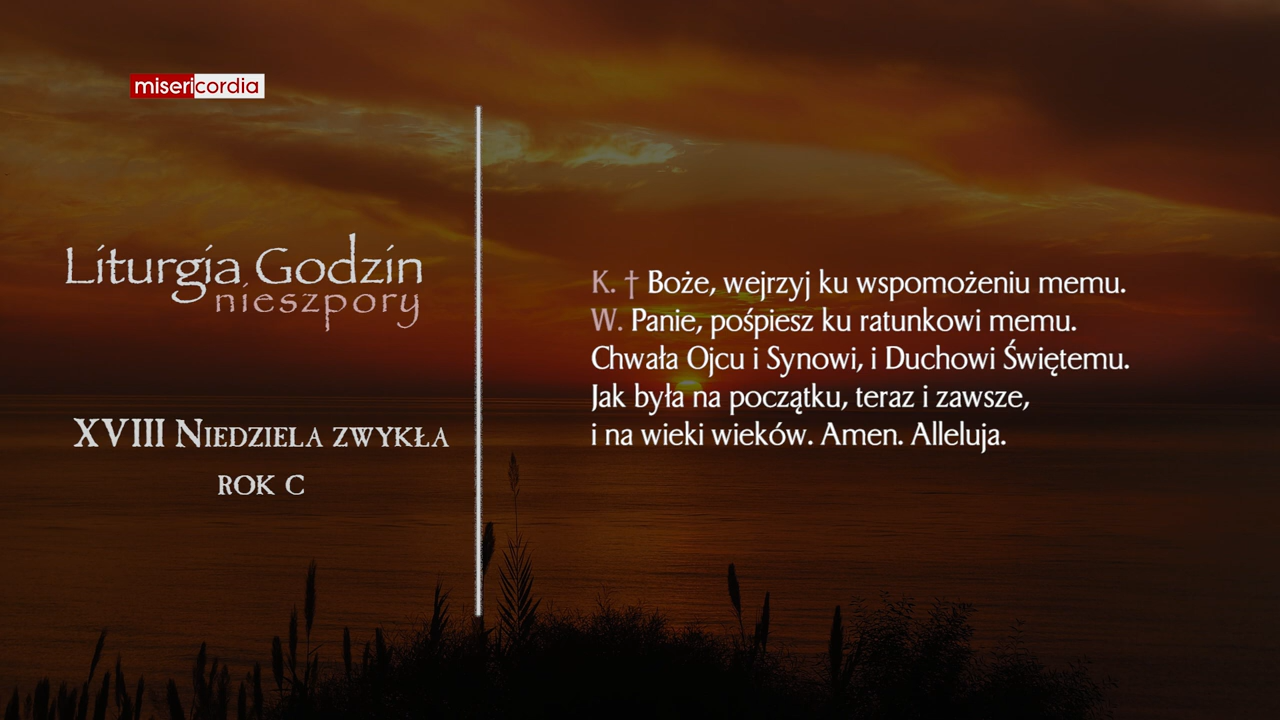 misericordia
Liturgia Godzin
nieszpory
XVIII Niedziela zwykła
rok C
K. † Boże, wejrzyj ku wspomożeniu memu.
W. Panie, pośpiesz ku ratunkowi memu.
Chwała Ojcu i Synowi, i Duchowi Świętemu.
Jak była na początku, teraz i zawsze,
i na wieki wieków. Amen. Alleluja.